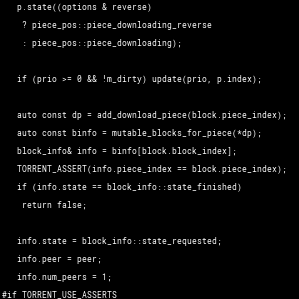 p.state((options & reverse)
? piece_pos::piece_downloading_reverse
: piece_pos::piece_downloading);
if (prio >= 0 && !m_dirty) update(prio, p.index);
auto const dp = add_download_piece(block.piece_index);
auto const binfo = mutable_blocks_for_piece(*dp);
block_info& info = binfo[block.block_index];
TORRENT_ASSERT(info.piece_index == block.piece_index);
if (info.state == block_info::state_finished)
return false;
info.state = block_info::state_requested;
info.peer = peer;
info.num_peers = 1;
#if TORRENT_USE_ASSERTS